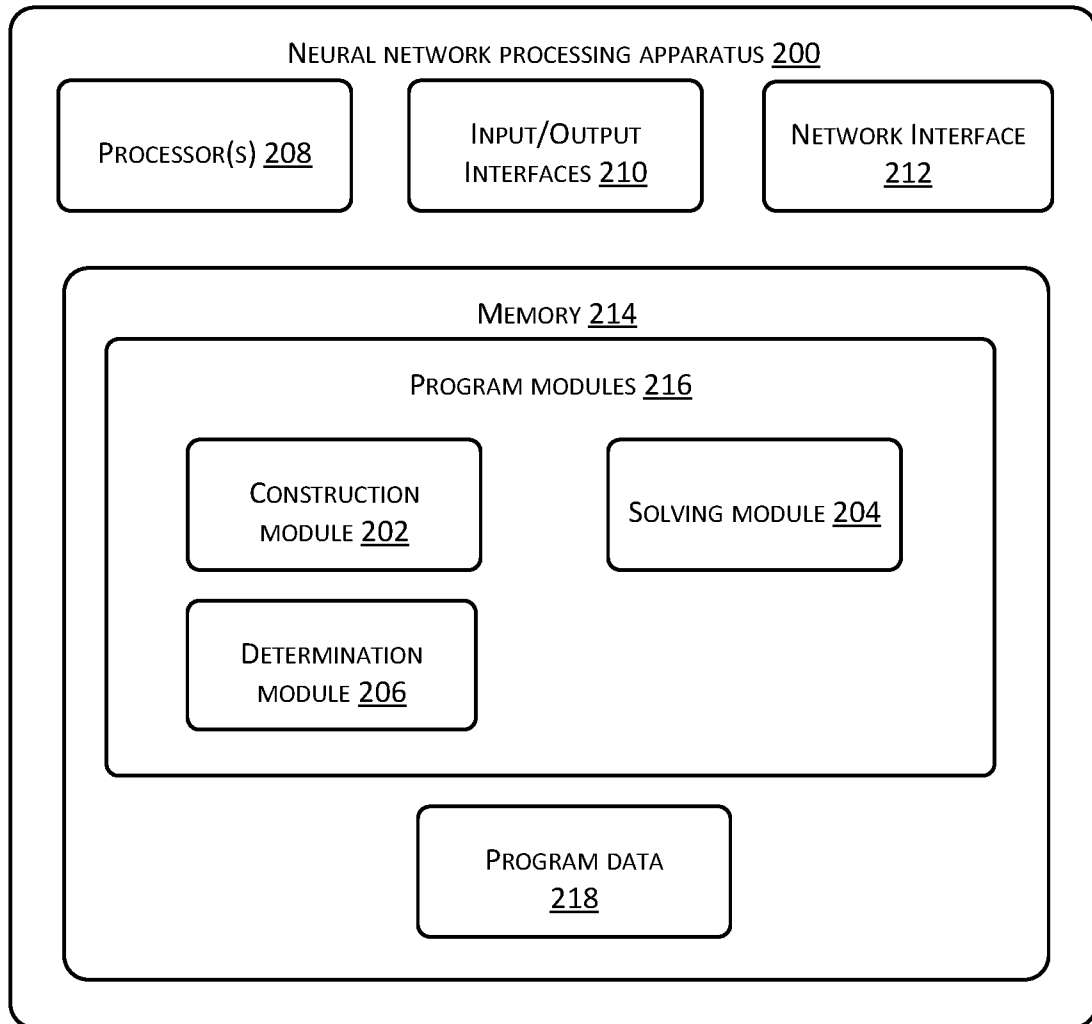 NEURAL NETWORK PROCESSING APPARATUS 200
PROCESSOR(S) 208
INPUT/OUTPUT
INTERFACES 210
NETWORK INTERFACE
212
MEMORY 214
PROGRAM MODULES 216
CONSTRUCTION
MODULE 202
SOLVING MODULE 204
DETERMINATION
MODULE 206
PROGRAM DATA
218